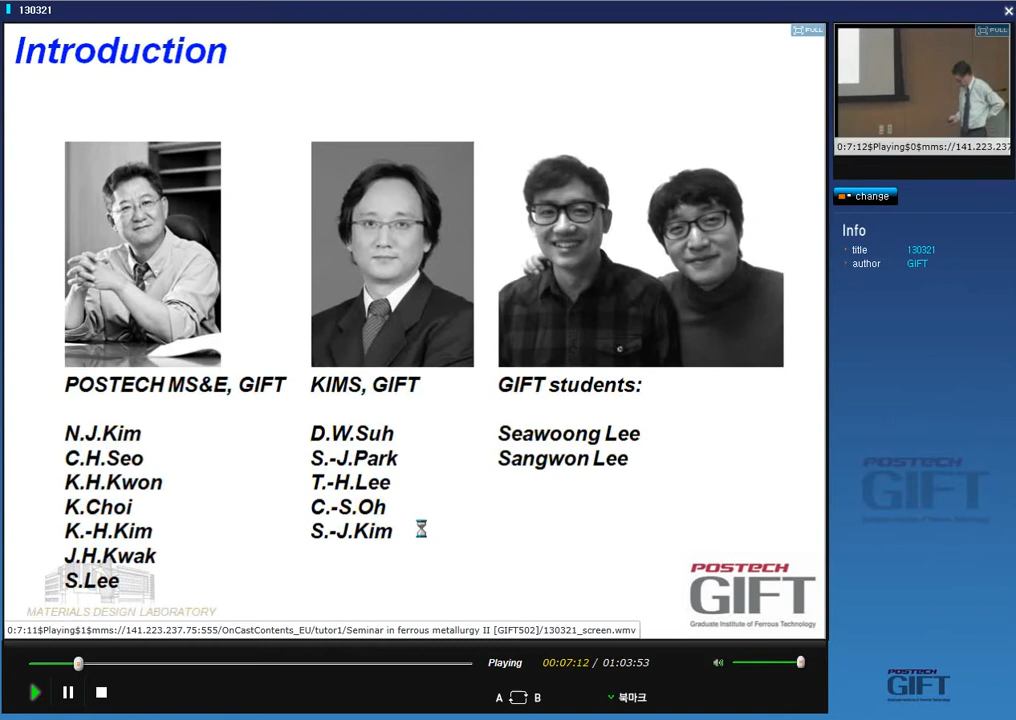 130321
Introduction
FULL
FULL
0:7:12$Playing$0$mms://141.223.237
change
Info
title 130321
author GIFT
POSTECH MS&E, GIFT
N.J.Kim
C.H.Seo
K.H.Kwon
K.Choi
K.-H.Kim
J.H.Kwak
S.Lee
KIMS, GIFT
D.W.Suh
S.-J.Park
T.-H.Lee
C.-S.Oh
S.-J.Kim
GIFT students:
Seawoong Lee
Sangwon Lee
MATERIALS DESIGN LABORATORY
POSTECH
GIFT
Graduate Institute of Ferrous Technology
POSTECH
GIFT
0:7:11$Playing$1$mms://141.223.237.75:555/OnCastContents_EU/tutor1/Seminar in ferrous metallurgy II [GIFT502]/130321_screen.wmv
Playing 00:07:12 / 01:03:53
A B 북마크
POSTECH
GIFT